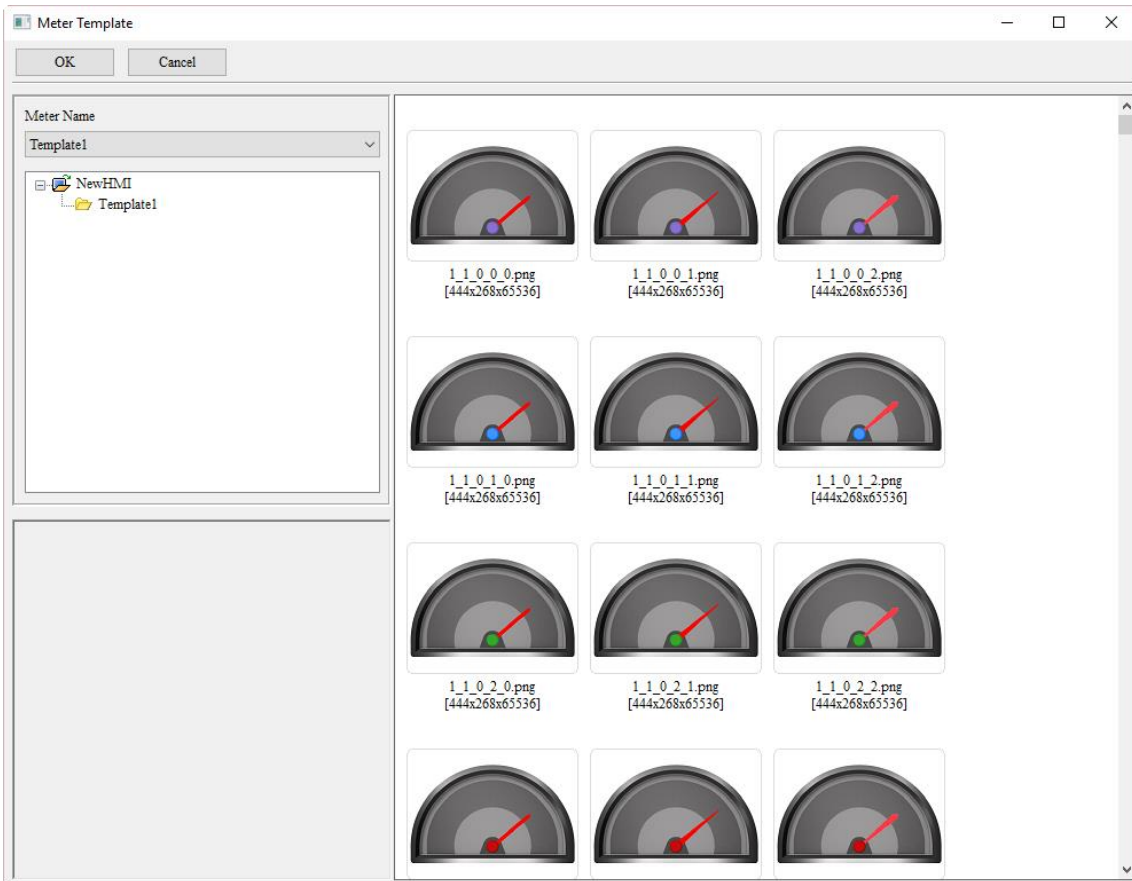 Meter Template
OK Cancel
Meter Name
Template1
NewHMI
Template1
1_1_0_0_0.png 1_1_0_0_1.png 1_1_0_0_2.png
[444x268x65536] [444x268x65536] [444x268x65536]
1_1_0_1_0.png 1_1_0_1_1.png 1_1_0_1_2.png
[444x268x65536] [444x268x65536] [444x268x65536]
1_1_0_2_0.png 1_1_0_2_1.png 1_1_0_2_2.png
[444x268x65536] [444x268x65536] [444x268x65536]